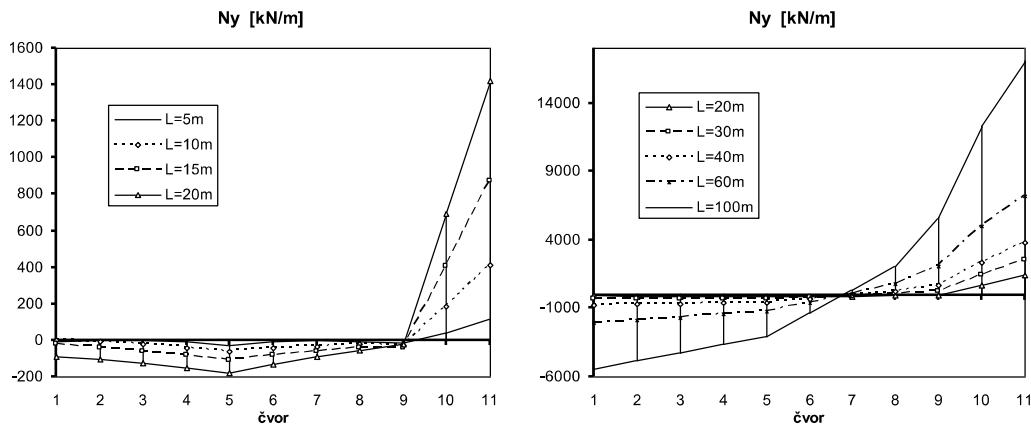 Ny [kN/m]
1600
1400
1200
1000
800
600
400
200
0
-200
L=5m
L=10m
L=15m
L=20m
1 2 3 4 5 6 7 8 9 10 11
čvor
Ny [kN/m]
14000
9000
4000
-1000
-6000
L=20m
L=30m
L=40m
L=60m
L=100m
1 2 3 4 5 6 7 8 9 10 11
čvor